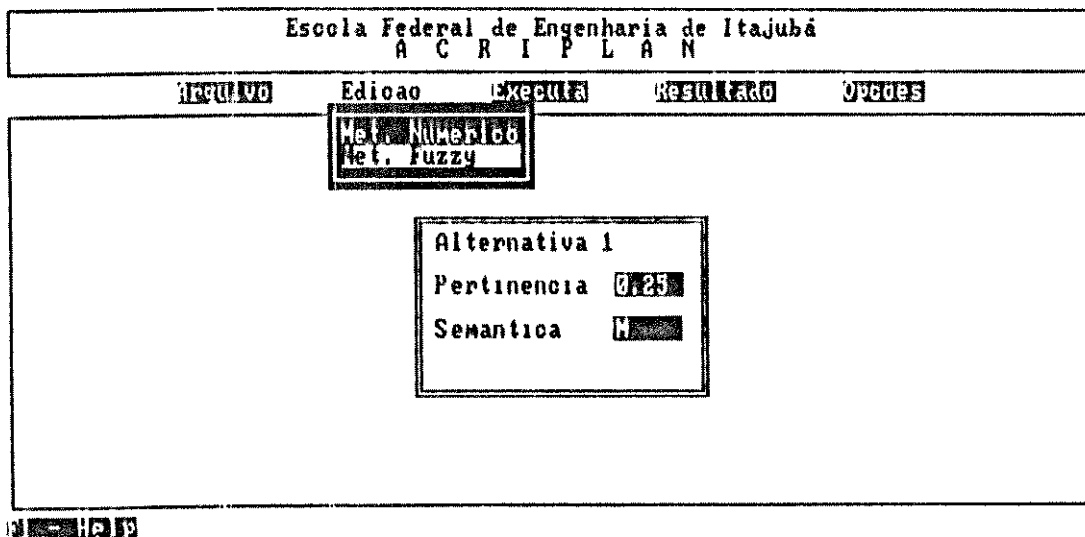 Escola Federal de Engenharia de Itajubá
A C R I P L A N
Arquivo Edicao Executa Resultado Opcoes
Met. Numerico
Met. Fuzzy
Alternativa 1
Pertinencia 0.25
Semantica M
F1 - Help